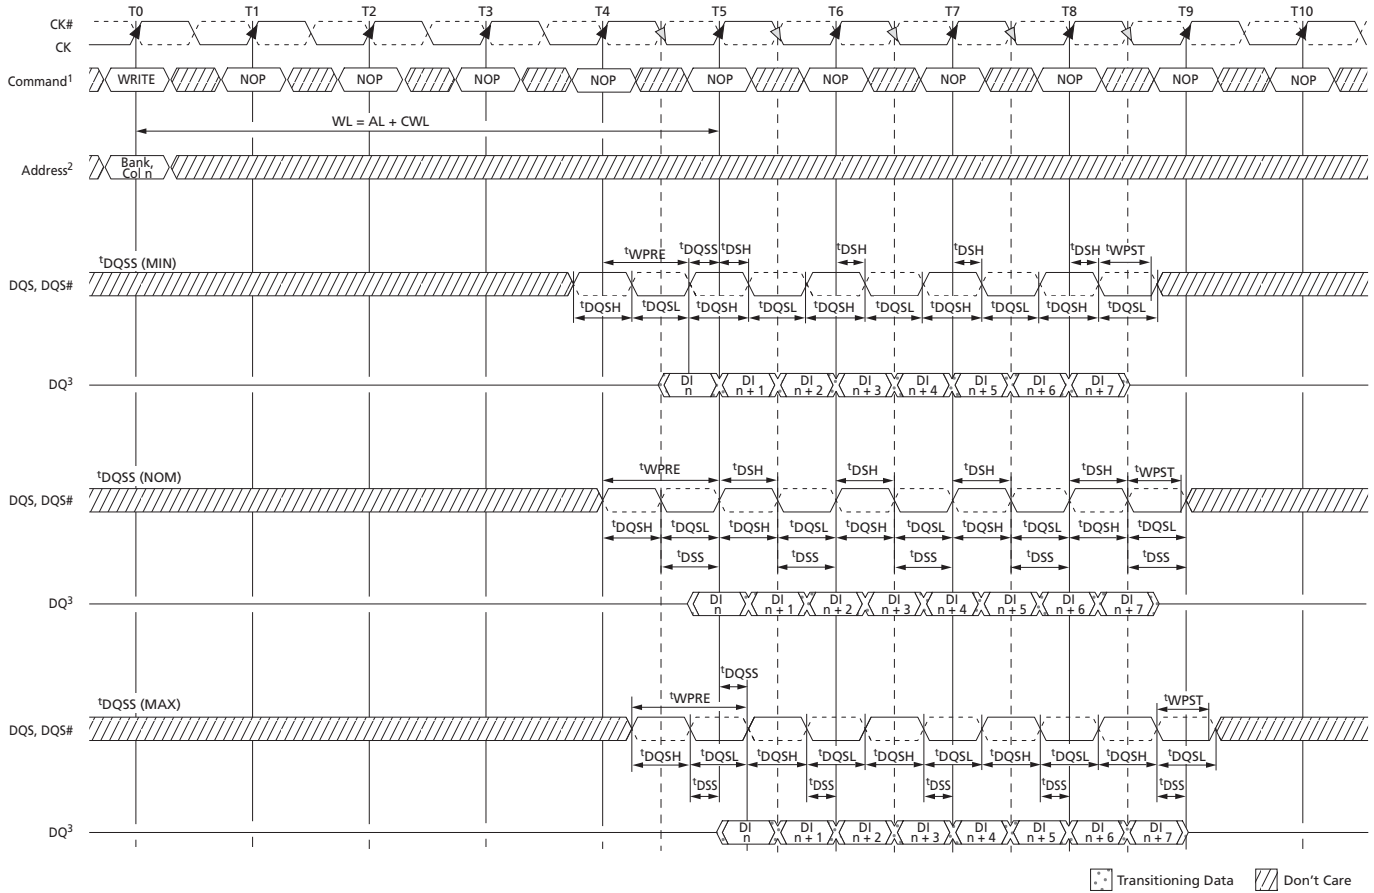 T0 T1 T2 T3 T4 T5 T6 T7 T8 T9 T10
CK#
CK
Command¹ WRITE NOP NOP NOP NOP NOP NOP NOP NOP NOP NOP
WL = AL + CWL
Address² Bank, Col n
tDQSS (MIN) tWPRE tDQSS tDSH tDSH tDSH tDSH tWPST
DQS, DQS#
tDQSH tDQSL tDQSH tDQSL tDQSH tDQSL tDQSH tDQSL tDQSH tDQSL
DQ³ DI n DI n + 1 DI n + 2 DI n + 3 DI n + 4 DI n + 5 DI n + 6 DI n + 7
tDQSS (NOM) tWPRE tDSH tDSH tDSH tDSH tWPST
DQS, DQS#
tDQSH tDQSL tDQSH tDQSL tDQSH tDQSL tDQSH tDQSL tDQSH tDQSL
tDSS tDSS tDSS tDSS tDSS
DQ³ DI n DI n + 1 DI n + 2 DI n + 3 DI n + 4 DI n + 5 DI n + 6 DI n + 7
tDQSS
tDQSS (MAX) tWPRE tWPST
DQS, DQS#
tDQSH tDQSL tDQSH tDQSL tDQSH tDQSL tDQSH tDQSL tDQSH tDQSL
tDSS tDSS tDSS tDSS tDSS
DQ³ DI n DI n + 1 DI n + 2 DI n + 3 DI n + 4 DI n + 5 DI n + 6 DI n + 7
Transitioning Data Don't Care